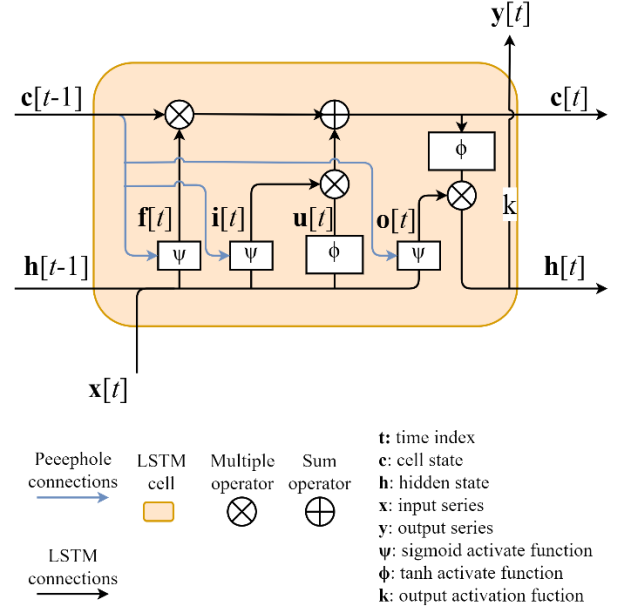 y[t]
c[t-1]
c[t]
ϕ
f[t]
i[t]
u[t]
o[t]
k
ψ
ψ
ϕ
ψ
h[t-1]
h[t]
x[t]
Peeephole
connections
LSTM
cell
Multiple
operator
Sum
operator
LSTM
connections
t: time index
c: cell state
h: hidden state
x: input series
y: output series
ψ: sigmoid activate function
ϕ: tanh activate function
k: output activation fuction